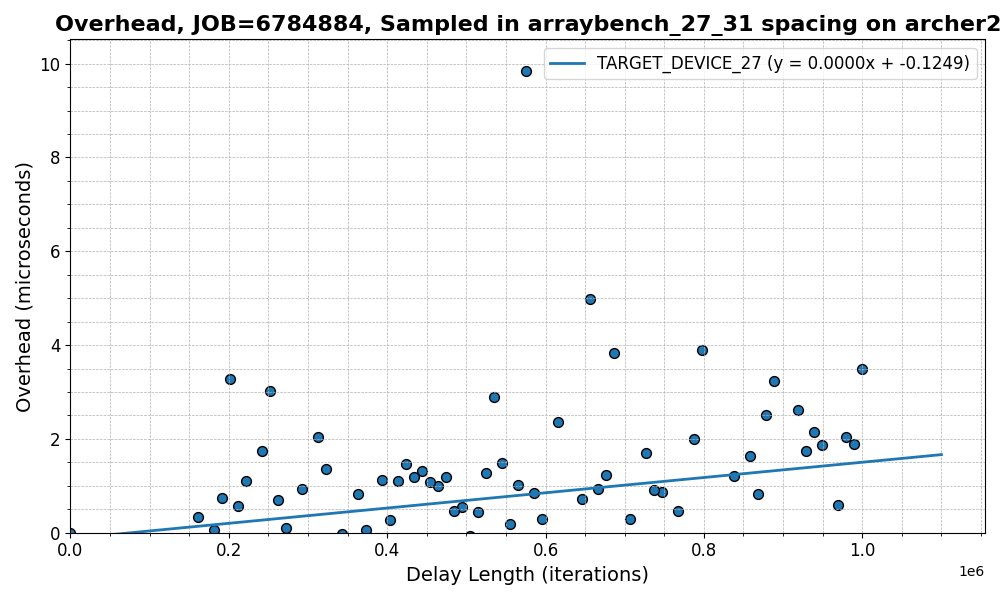 Overhead, JOB=6784884, Sampled in arraybench_27_31 spacing on archer2
TARGET_DEVICE_27 (y = 0.0000x + -0.1249)
Overhead (microseconds)
10
8
6
4
2
0
0.0 0.2 0.4 0.6 0.8 1.0
1e6
Delay Length (iterations)